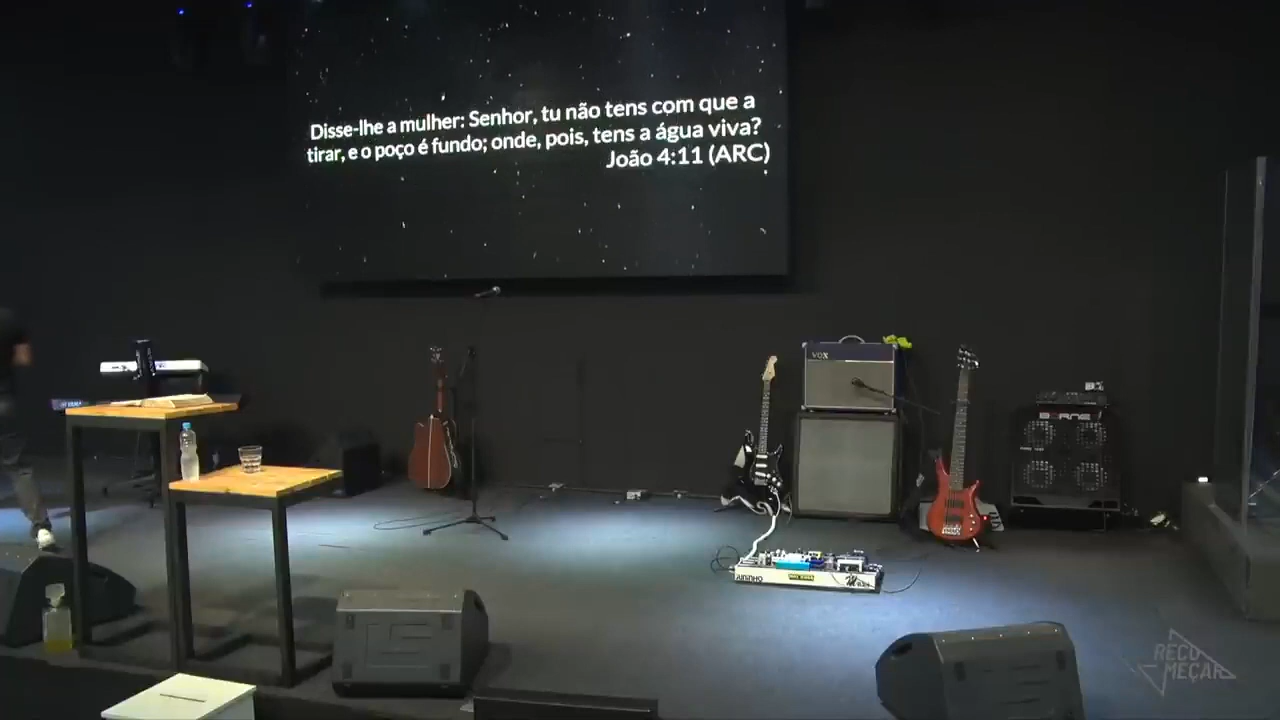 Disse-lhe a mulher: Senhor, tu não tens com que a
tirar, e o poço é fundo; onde, pois, tens a água viva?
João 4:11 (ARC)
VOX
JUNINHO
RECO
MEÇAR